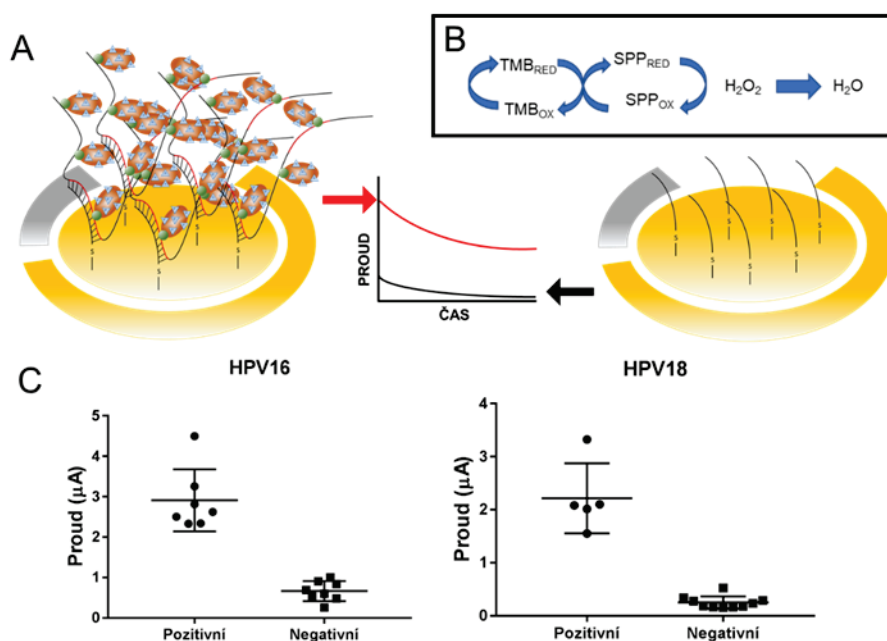 A
B
TMB_RED
SPP_RED
H₂O₂
H₂O
TMB_OX
SPP_OX
S
S
S
S
S
PROUD
ČAS
S
S
S
S
S
S
S
C
HPV16
HPV18
Proud (μA)
5
4
3
2
1
0
Pozitivní
Negativní
Proud (μA)
4
3
2
1
0
Pozitivní
Negativní